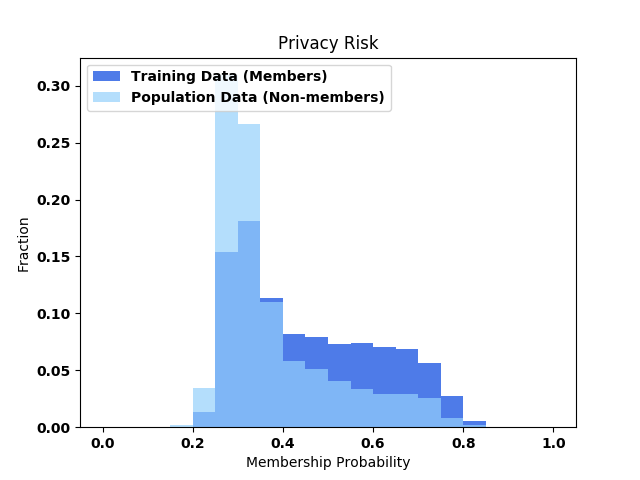 Privacy Risk
Training Data (Members)
Population Data (Non-members)
0.30
0.25
0.20
0.15
0.10
0.05
0.00
Fraction
0.0 0.2 0.4 0.6 0.8 1.0
Membership Probability